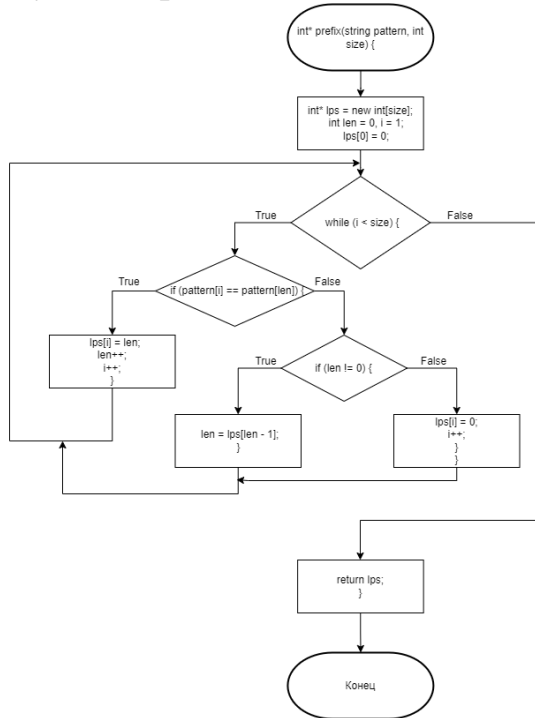 int* prefix(string pattern, int
size) {
int* lps = new int[size];
int len = 0, i = 1;
lps[0] = 0;
while (i < size) {
True
False
if (pattern[i] == pattern[len]) {
True
False
lps[i] = len;
len++;
i++;
}
if (len != 0) {
True
False
len = lps[len - 1];
}
lps[i] = 0;
i++;
}
}
return lps;
}
Конец